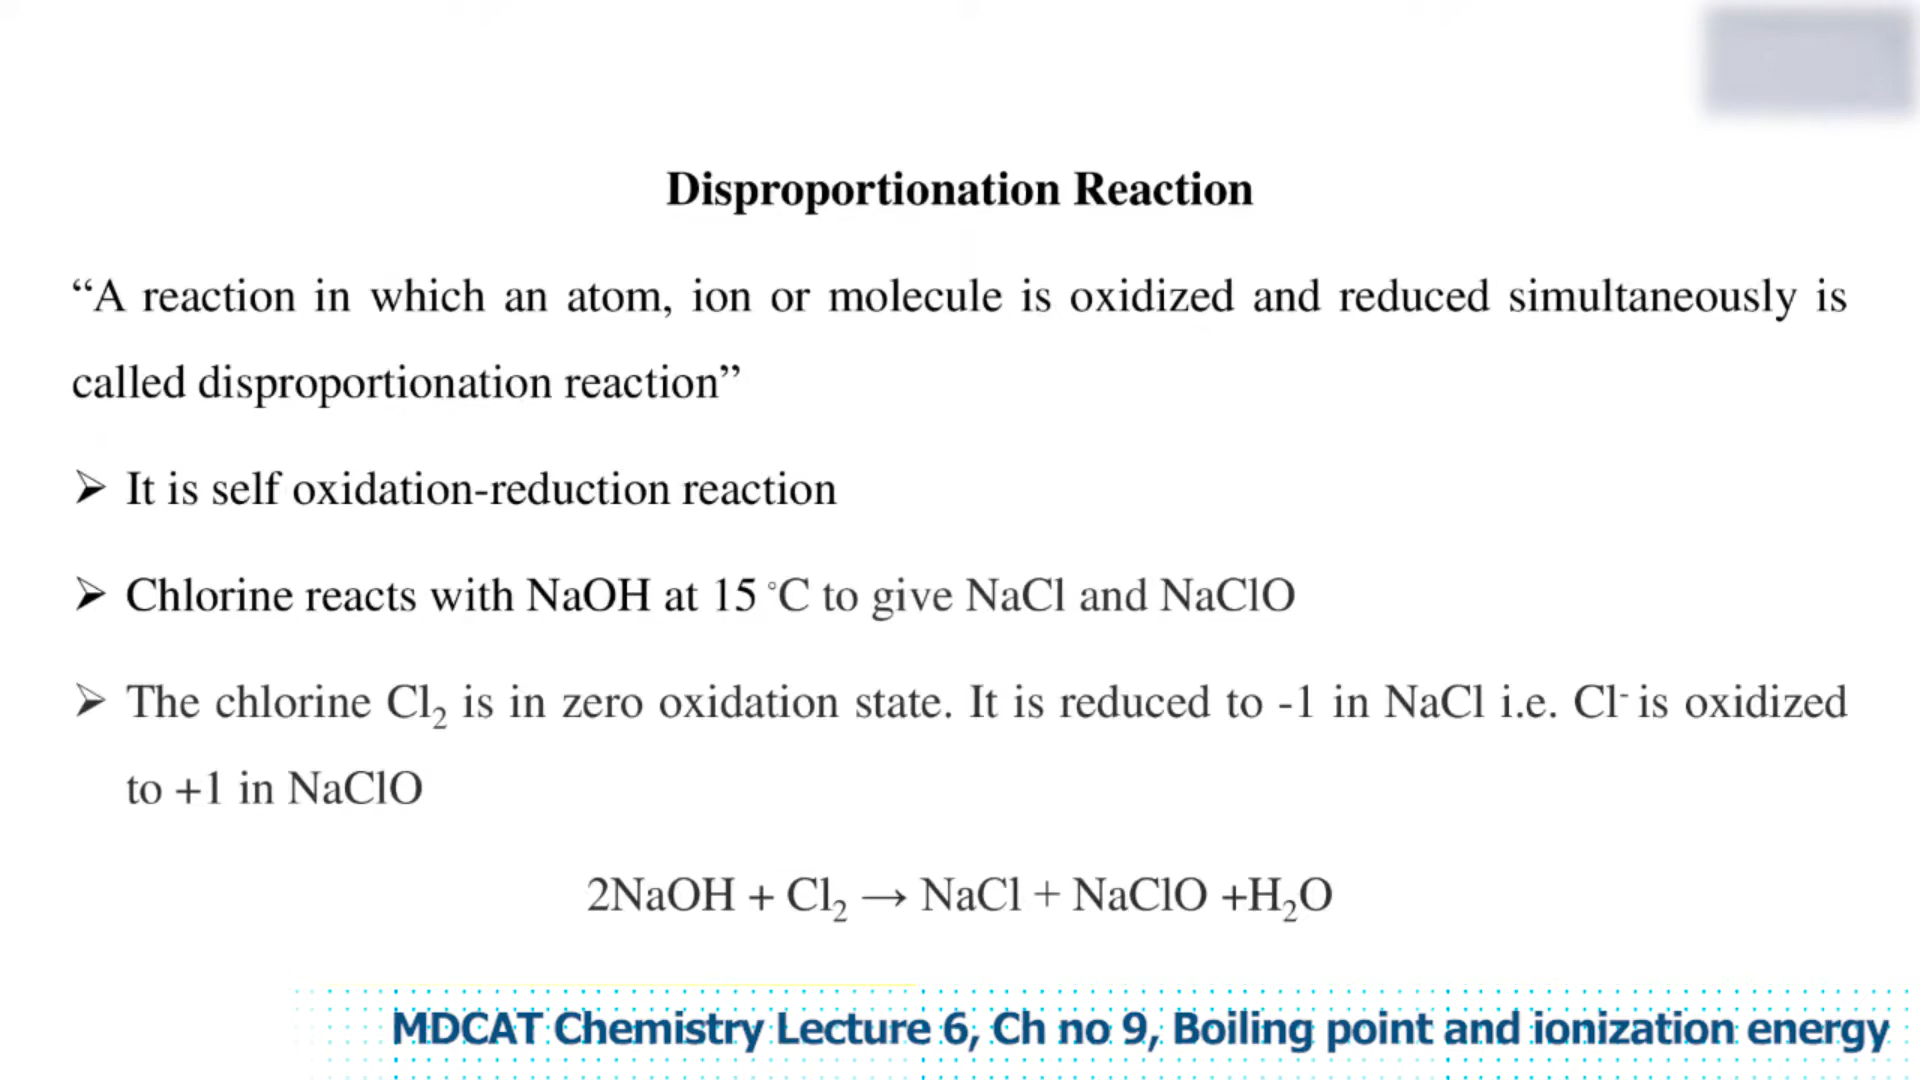 Disproportionation Reaction
“A reaction in which an atom, ion or molecule is oxidized and reduced simultaneously is
called disproportionation reaction”
➢ It is self oxidation-reduction reaction
➢ Chlorine reacts with NaOH at 15 °C to give NaCl and NaClO
➢ The chlorine Cl₂ is in zero oxidation state. It is reduced to -1 in NaCl i.e. Cl⁻ is oxidized
to +1 in NaClO
2NaOH + Cl₂ → NaCl + NaClO +H₂O
MDCAT Chemistry Lecture 6, Ch no 9, Boiling point and ionization energy